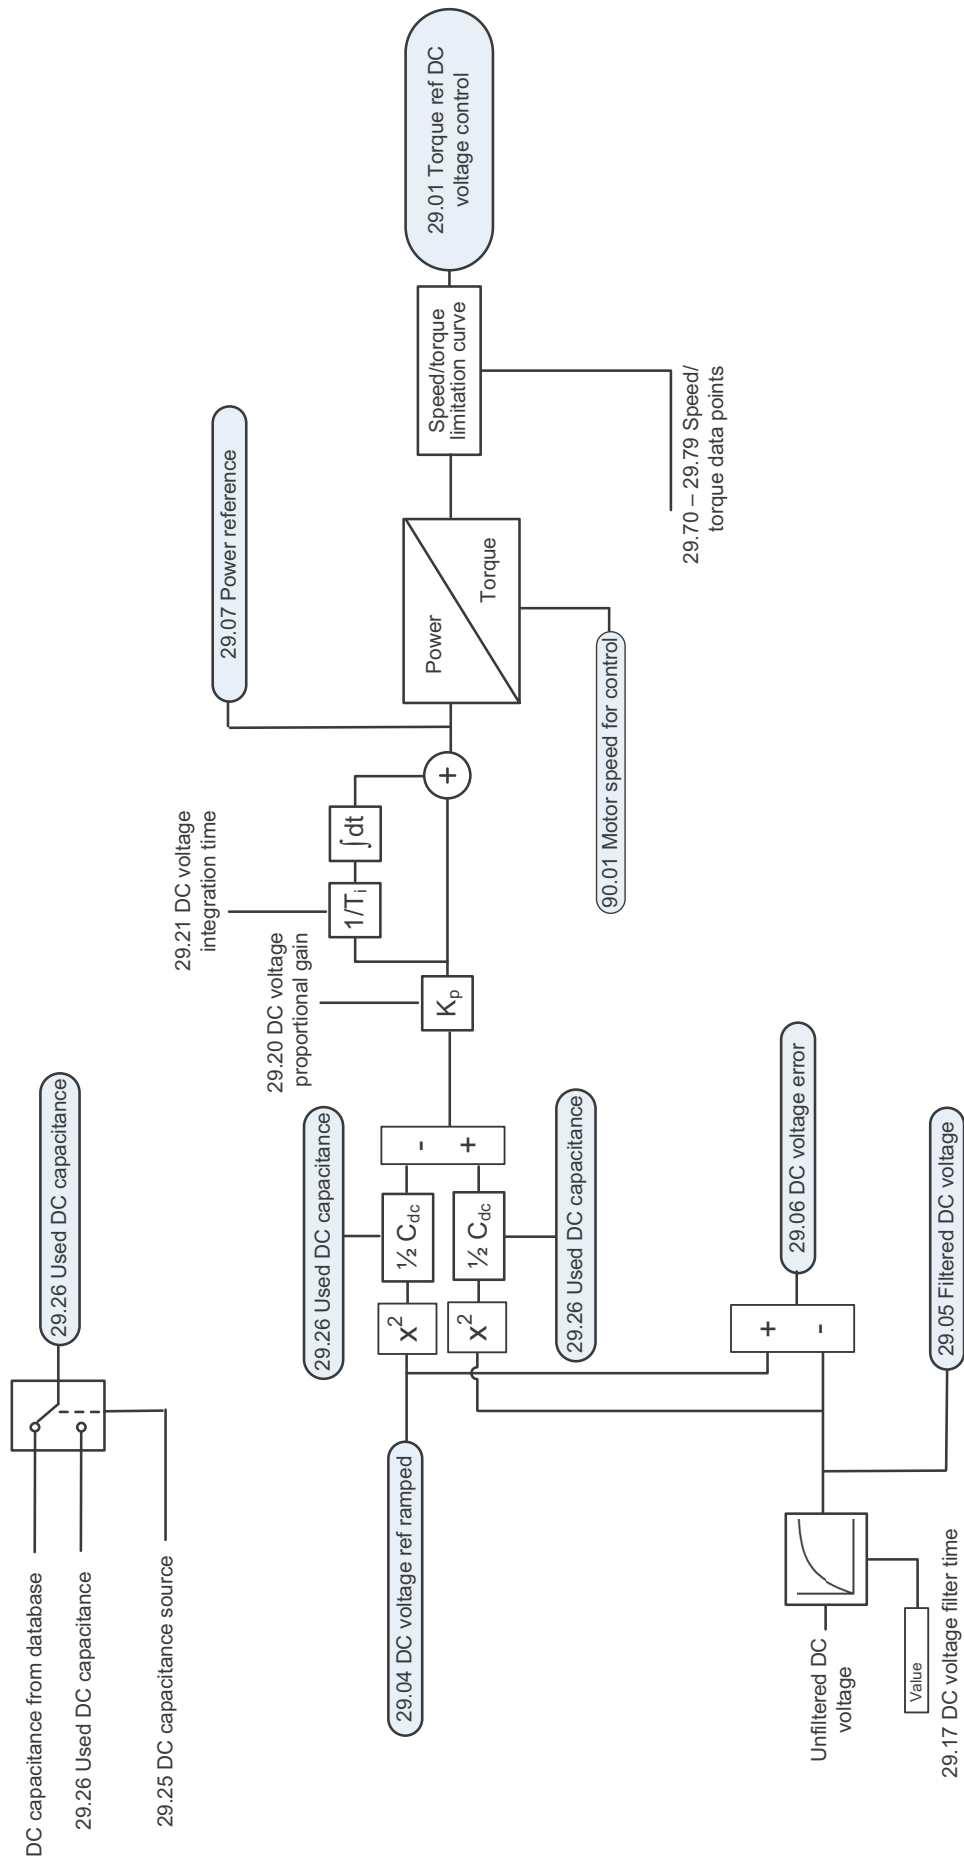 DC capacitance from database
29.26 Used DC capacitance
29.25 DC capacitance source
29.26 Used DC capacitance
29.21 DC voltage
integration time
29.07 Power reference
29.20 DC voltage
proportional gain
1/Ti
∫dt
29.26 Used DC capacitance
29.04 DC voltage ref ramped
x²
½ Cdc
-
+
x²
½ Cdc
29.26 Used DC capacitance
Kp
+
Power
Torque
Speed/torque
limitation curve
29.01 Torque ref DC
voltage control
90.01 Motor speed for control
29.70 – 29.79 Speed/
torque data points
Unfiltered DC
voltage
+
-
29.06 DC voltage error
Value
29.17 DC voltage filter time
29.05 Filtered DC voltage